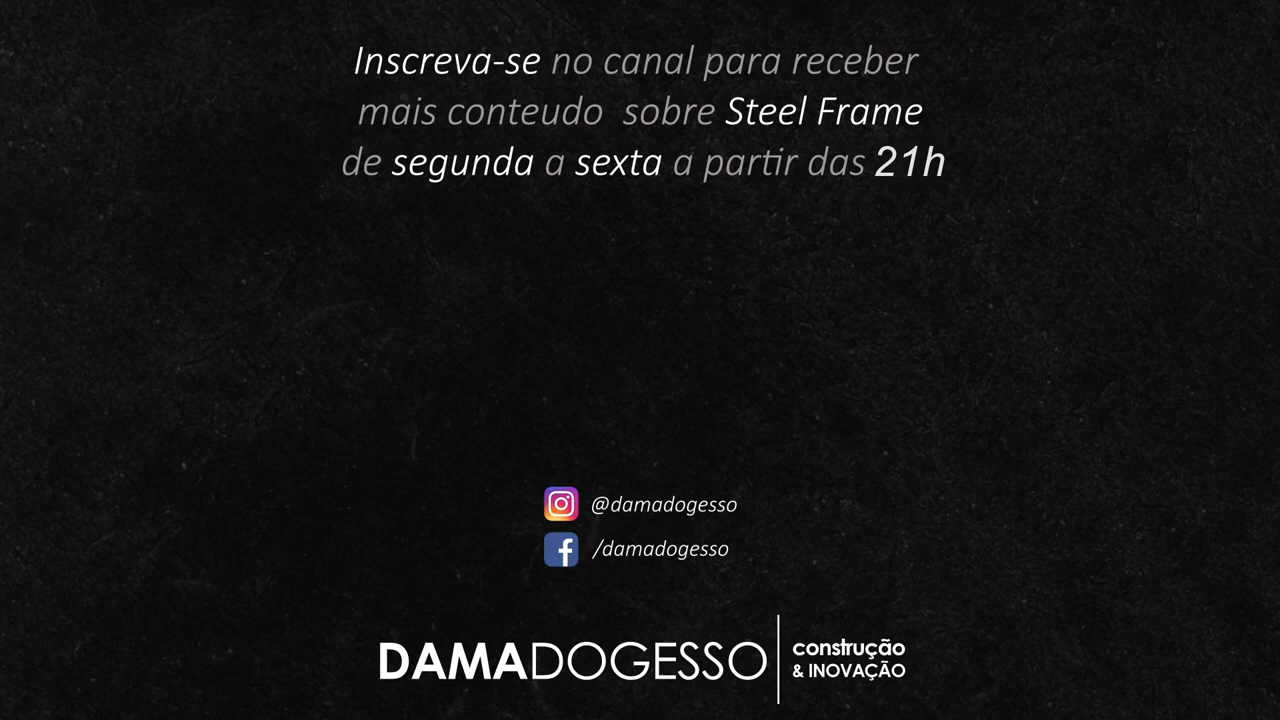 Inscreva-se no canal para receber
mais conteudo sobre Steel Frame
de segunda a sexta a partir das 21h
@damadogesso
/damadogesso
DAMADOGESSO
construção
& INOVAÇÃO